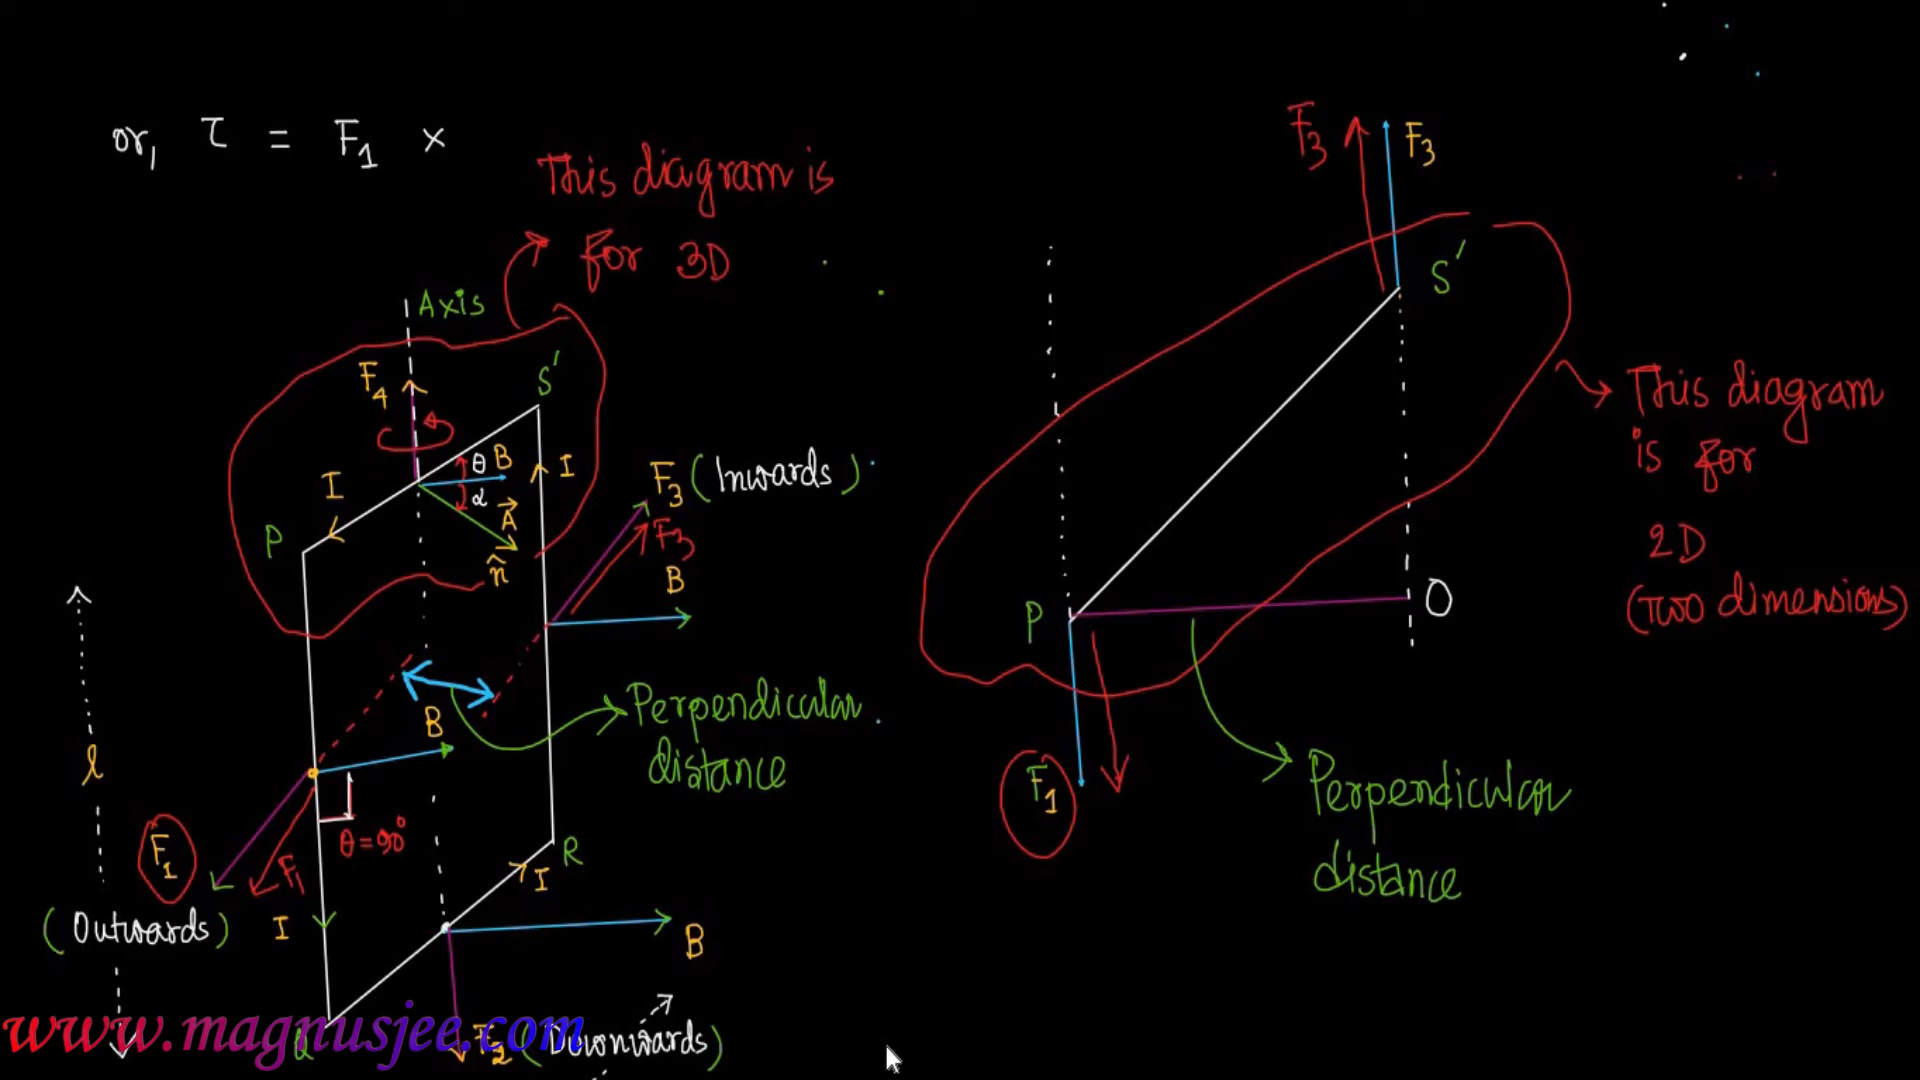 or, τ = F₁ ×
This diagram is
for 3D
Axis
F₄
S′
θ B
α
A⃗
n̂
I
I
P
F₃ (Inwards)
F₃
B
B
Perpendicular
distance
l
θ = 90°
F₁
F₁
(Outwards)
I
R
I
B
Q
F₂ (Downwards)
www.magnusjee.com
F₃
F₃
S′
This diagram
is for
2D
(Two dimensions)
P
O
F₁
Perpendicular
distance